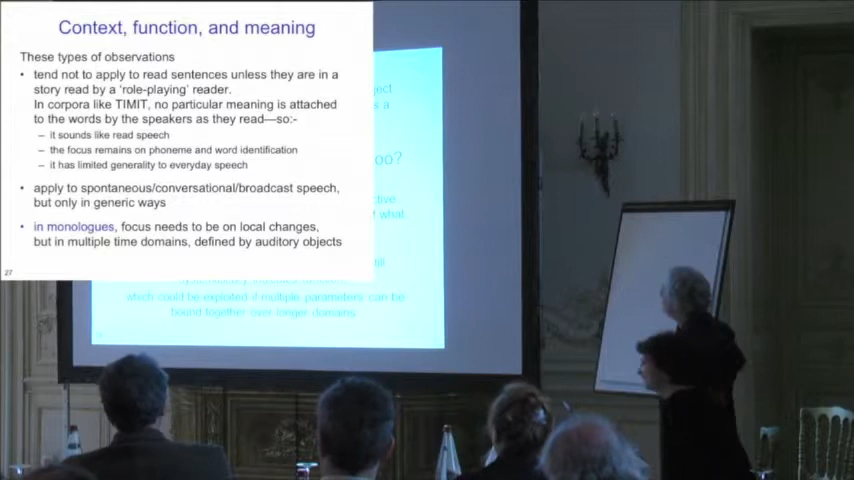 Context, function, and meaning
These types of observations
• tend not to apply to read sentences unless they are in a
story read by a 'role-playing' reader.
In corpora like TIMIT, no particular meaning is attached
to the words by the speakers as they read—so:-
– it sounds like read speech
– the focus remains on phoneme and word identification
– it has limited generality to everyday speech
• apply to spontaneous/conversational/broadcast speech,
but only in generic ways
• in monologues, focus needs to be on local changes,
but in multiple time domains, defined by auditory objects
27
oo?
what
which could be exploited if multiple parameters can be
bound together over longer domains